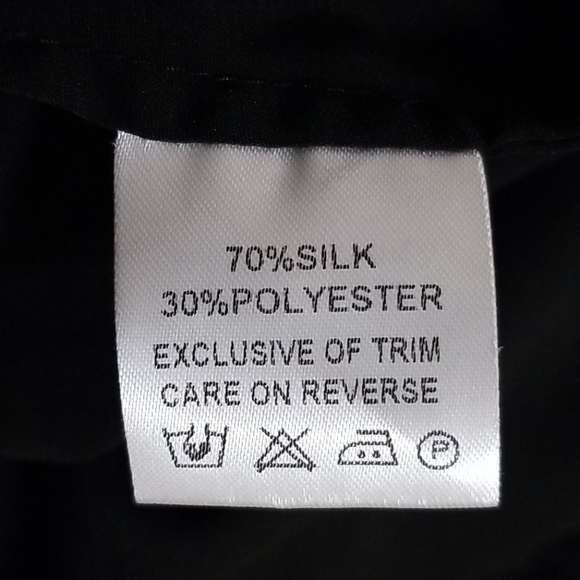 70%SILK
30%POLYESTER
EXCLUSIVE OF TRIM
CARE ON REVERSE
P